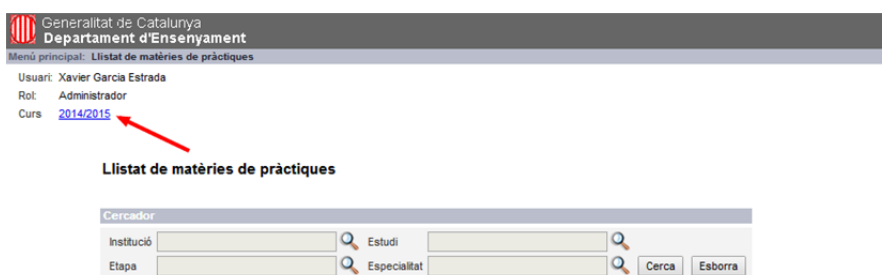 Generalitat de Catalunya
Departament d'Ensenyament
Menú principal: Llistat de matèries de pràctiques
Usuari: Xavier Garcia Estrada
Rol: Administrador
Curs 2014/2015
Llistat de matèries de pràctiques
Cercador
Institució Estudi
Etapa Especialitat Cerca Esborra